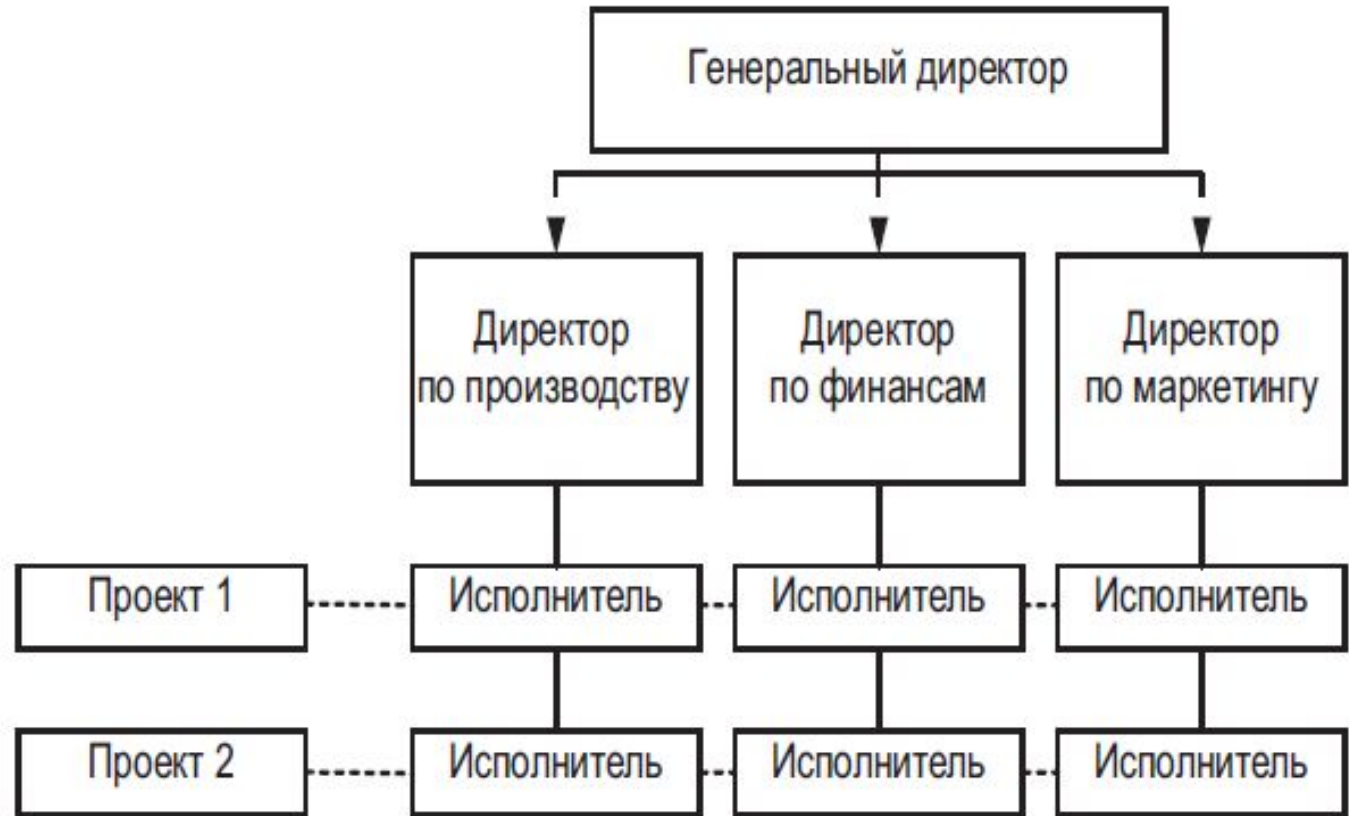 Генеральный директор
Директор
по производству
Директор
по финансам
Директор
по маркетингу
Проект 1
Исполнитель
Исполнитель
Исполнитель
Проект 2
Исполнитель
Исполнитель
Исполнитель